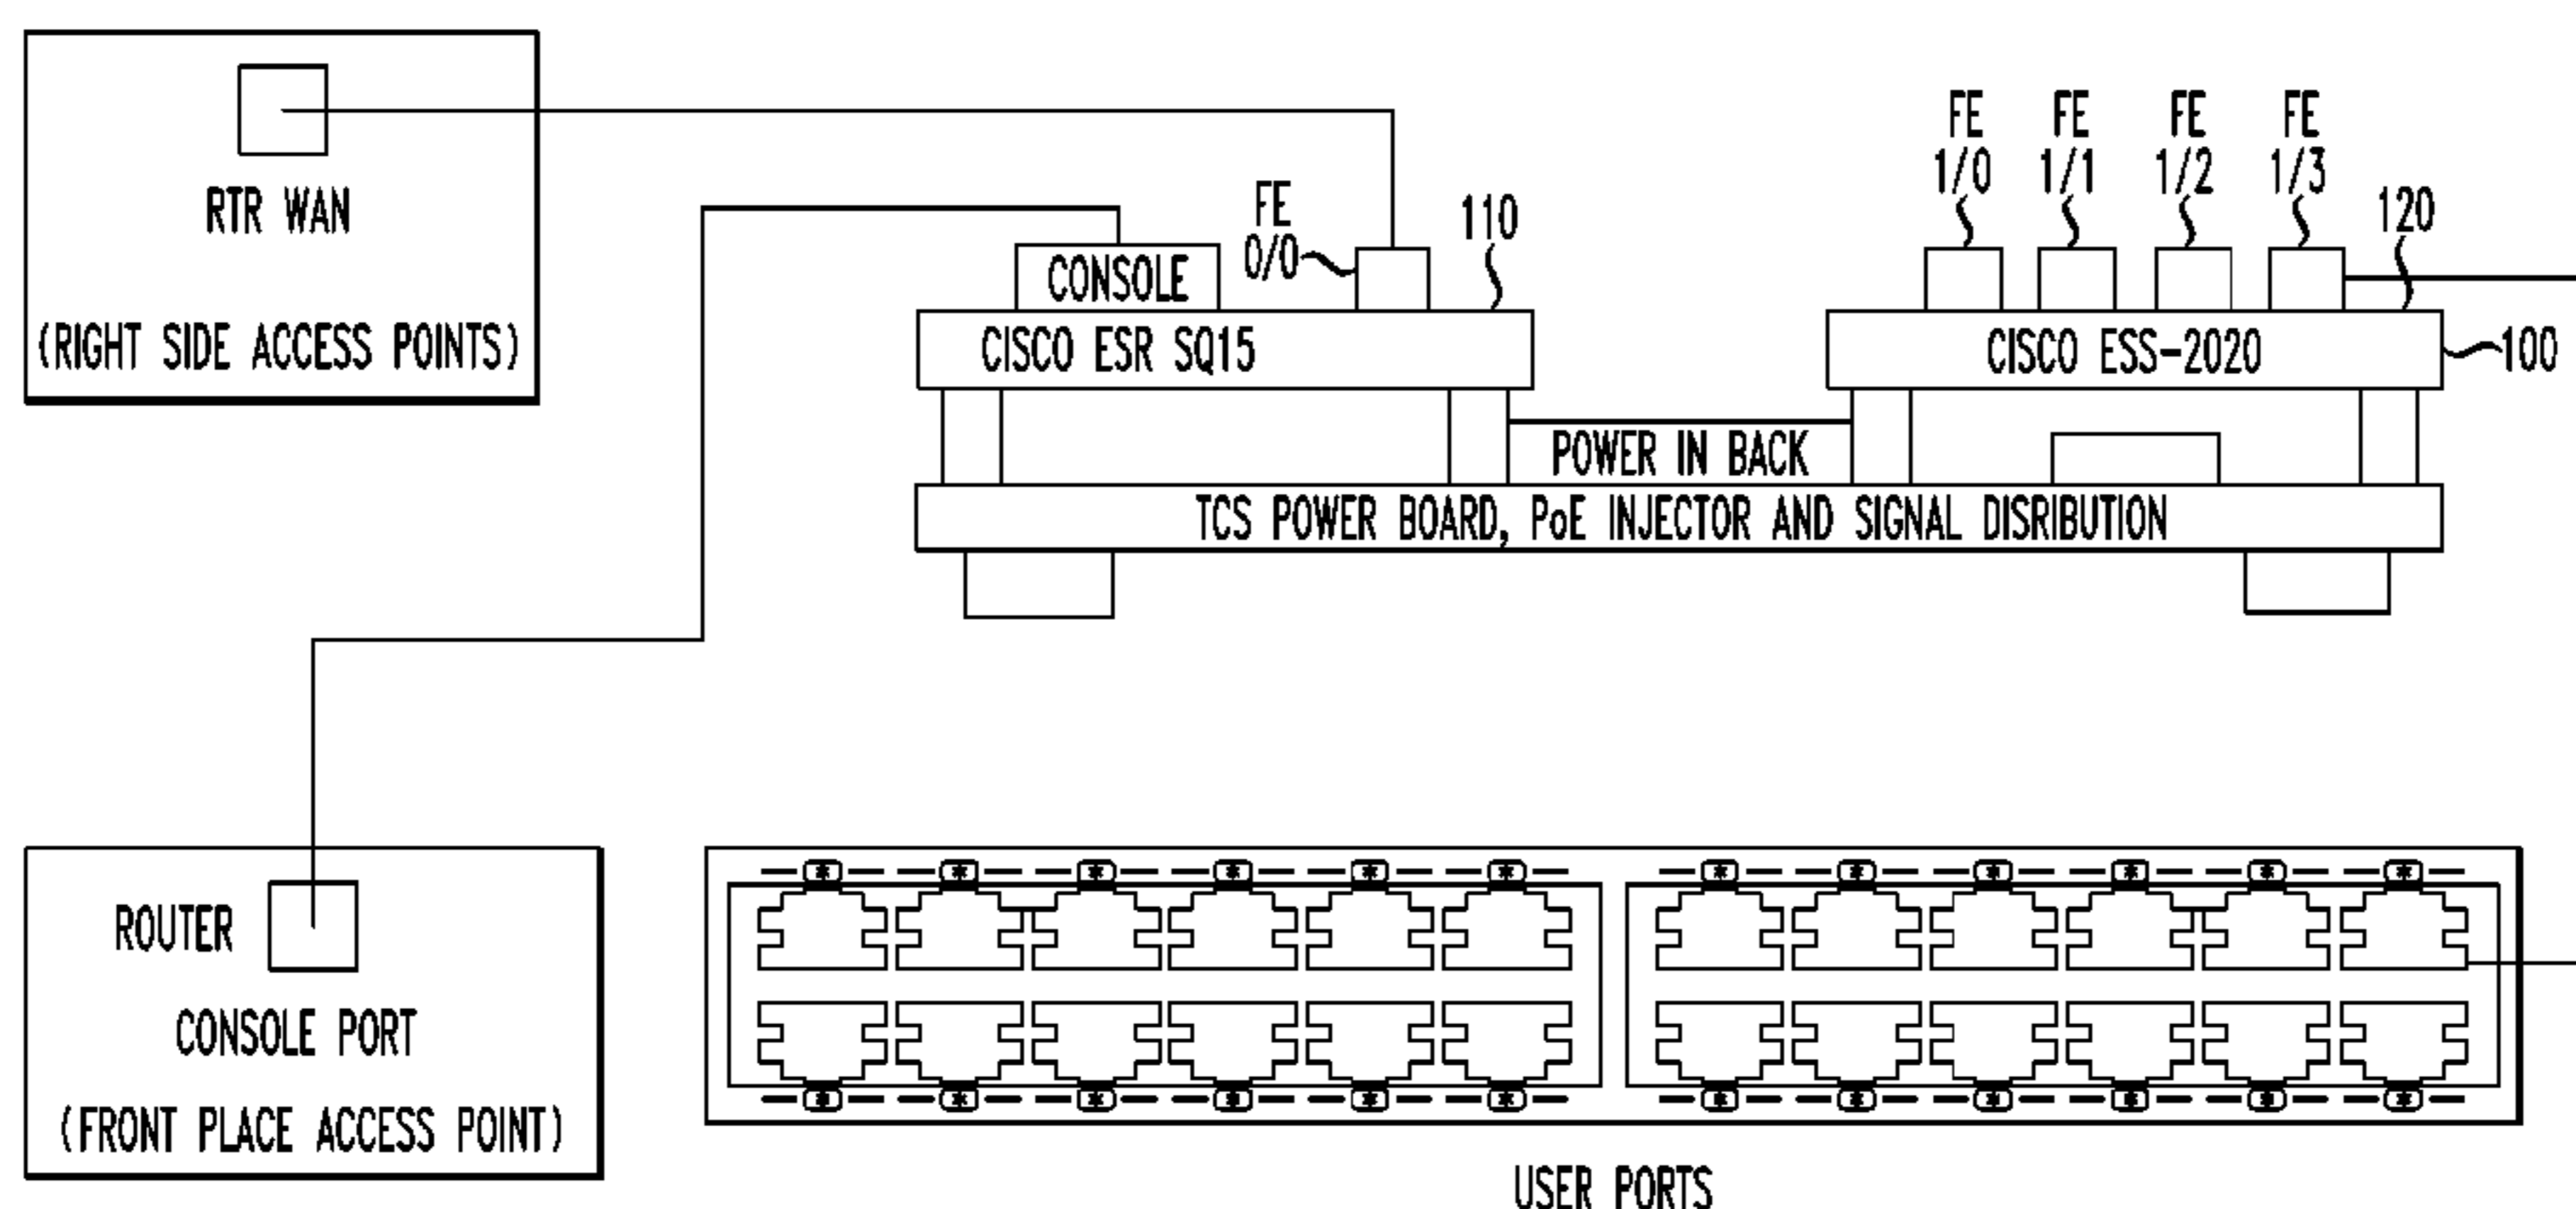 RTR WAN
(RIGHT SIDE ACCESS POINTS)
FE
0/0
110
FE
1/0
FE
1/1
FE
1/2
FE
1/3
120
CONSOLE
CISCO ESR SQ15
CISCO ESS-2020
100
POWER IN BACK
TCS POWER BOARD, PoE INJECTOR AND SIGNAL DISRIBUTION
ROUTER
CONSOLE PORT
(FRONT PLACE ACCESS POINT)
USER PORTS